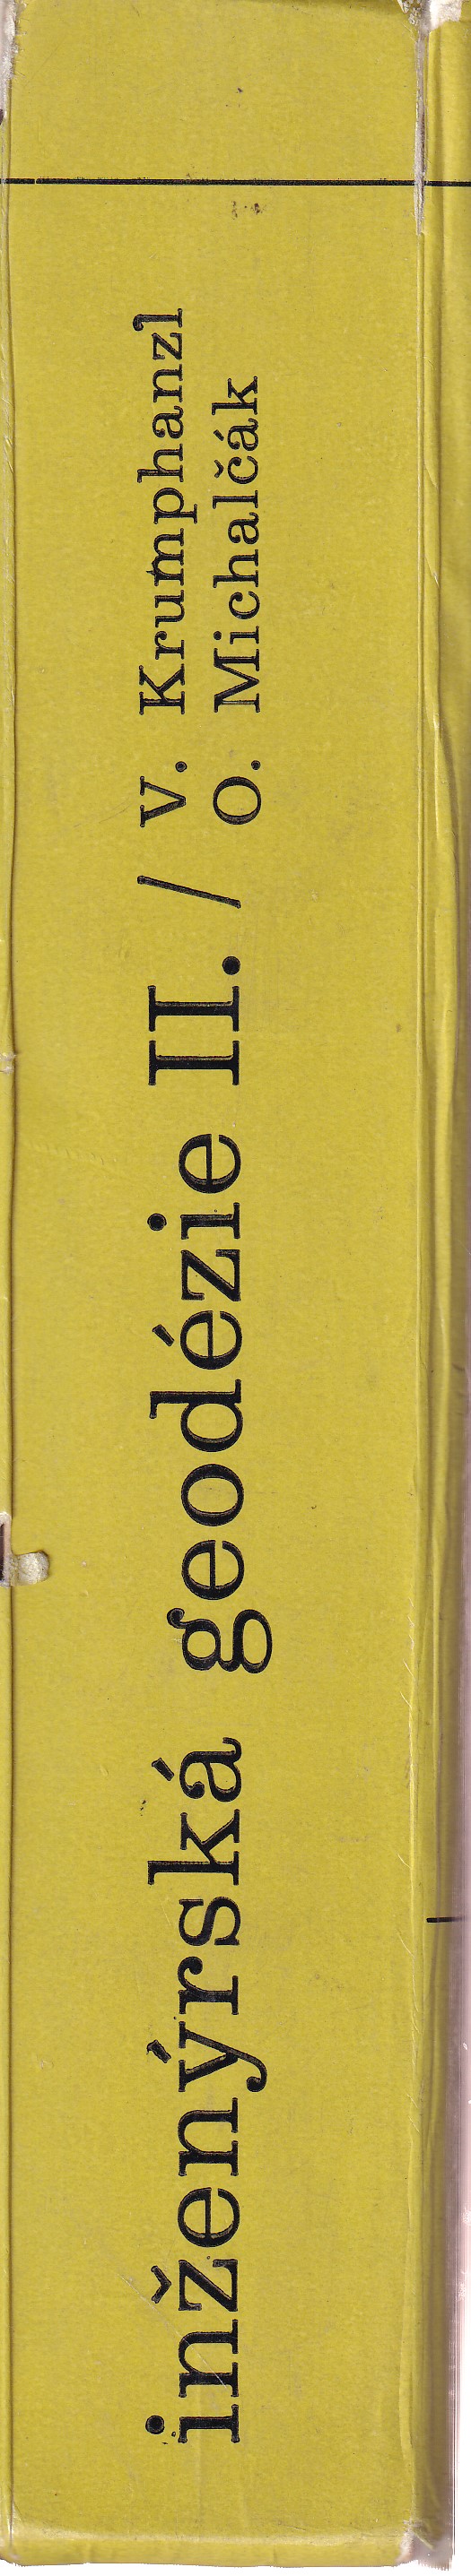 inženýrská geodézie II. / V. Krumphanzl
O. Michalčák